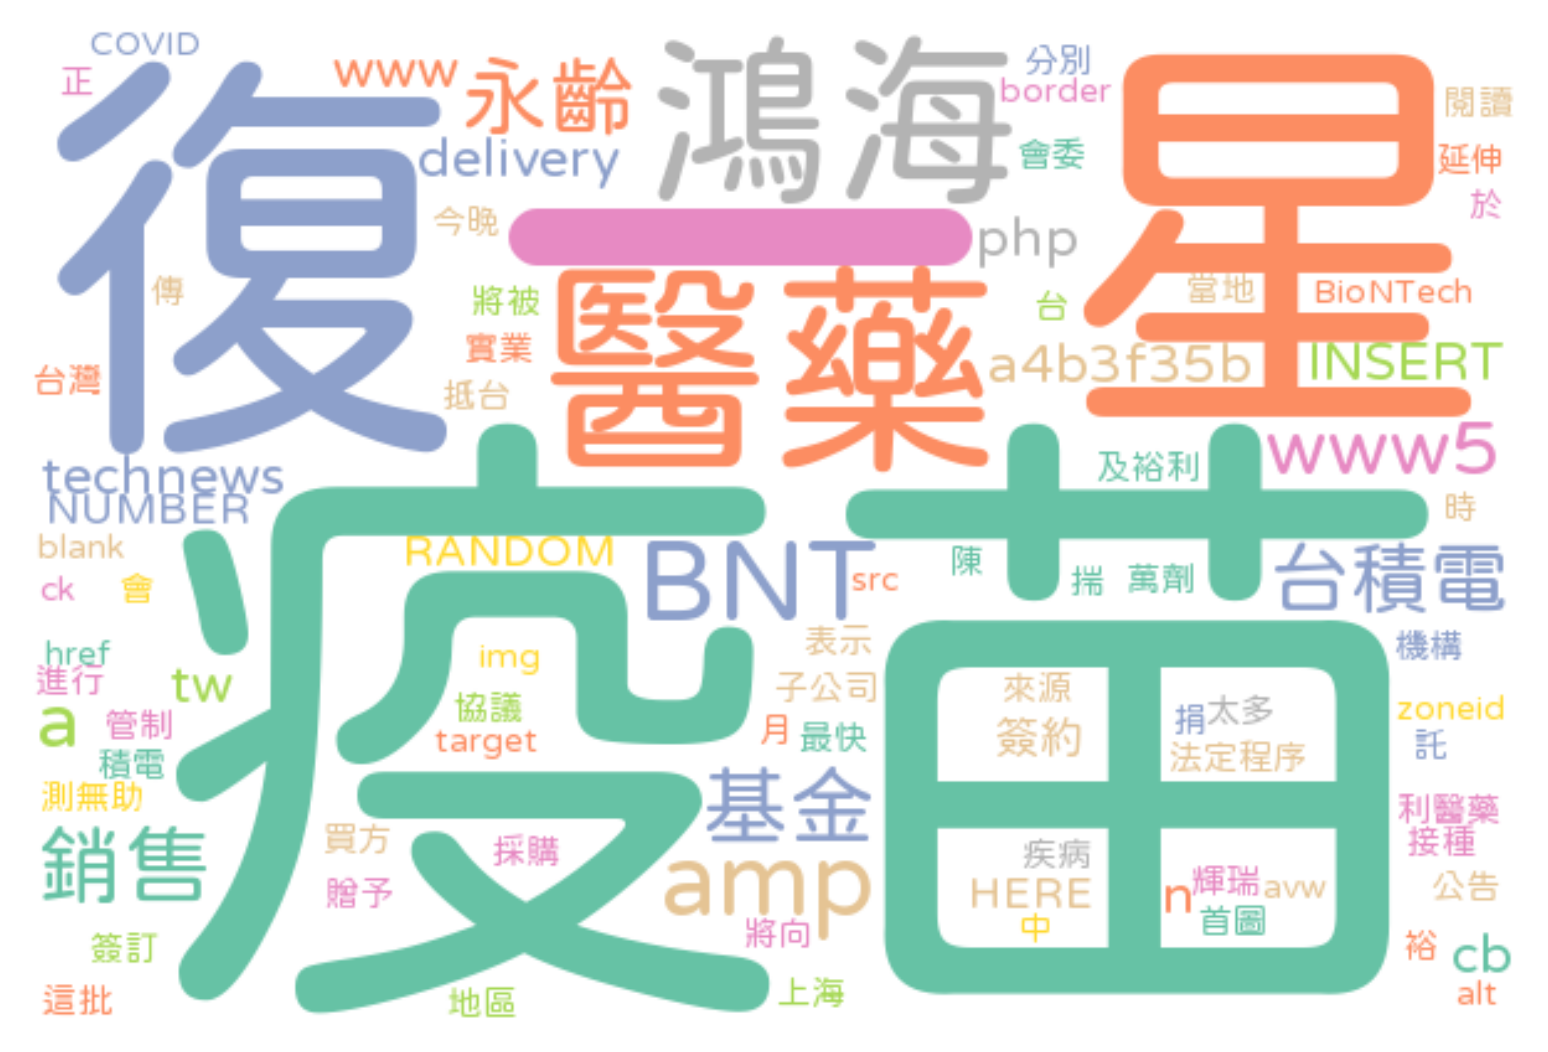 COVID
正
復
www
永齡
delivery
鴻海
分別
border
會委
星
閱讀
延伸
於
今晚
一
php
傳
將被
實業
抵台
醫藥
台
當地
BioNTech
a4b3f35b
INSERT
台灣
technews
NUMBER
www5
及裕利
時
疫苗
blank
ck
會
RANDOM
BNT
src
陳
揣
萬劑
台積電
href
進行
tw
a
管制
積電
測無助
img
協議
target
表示
子公司
月
最快
來源
簽約
捐
太多
法定程序
機構
zoneid
託
銷售
買方
採購
贈予
基金
amp
將向
疾病
HERE
中
n
輝瑞
avw
首圖
利醫藥
接種
公告
簽訂
這批
地區
上海
裕
cb
alt